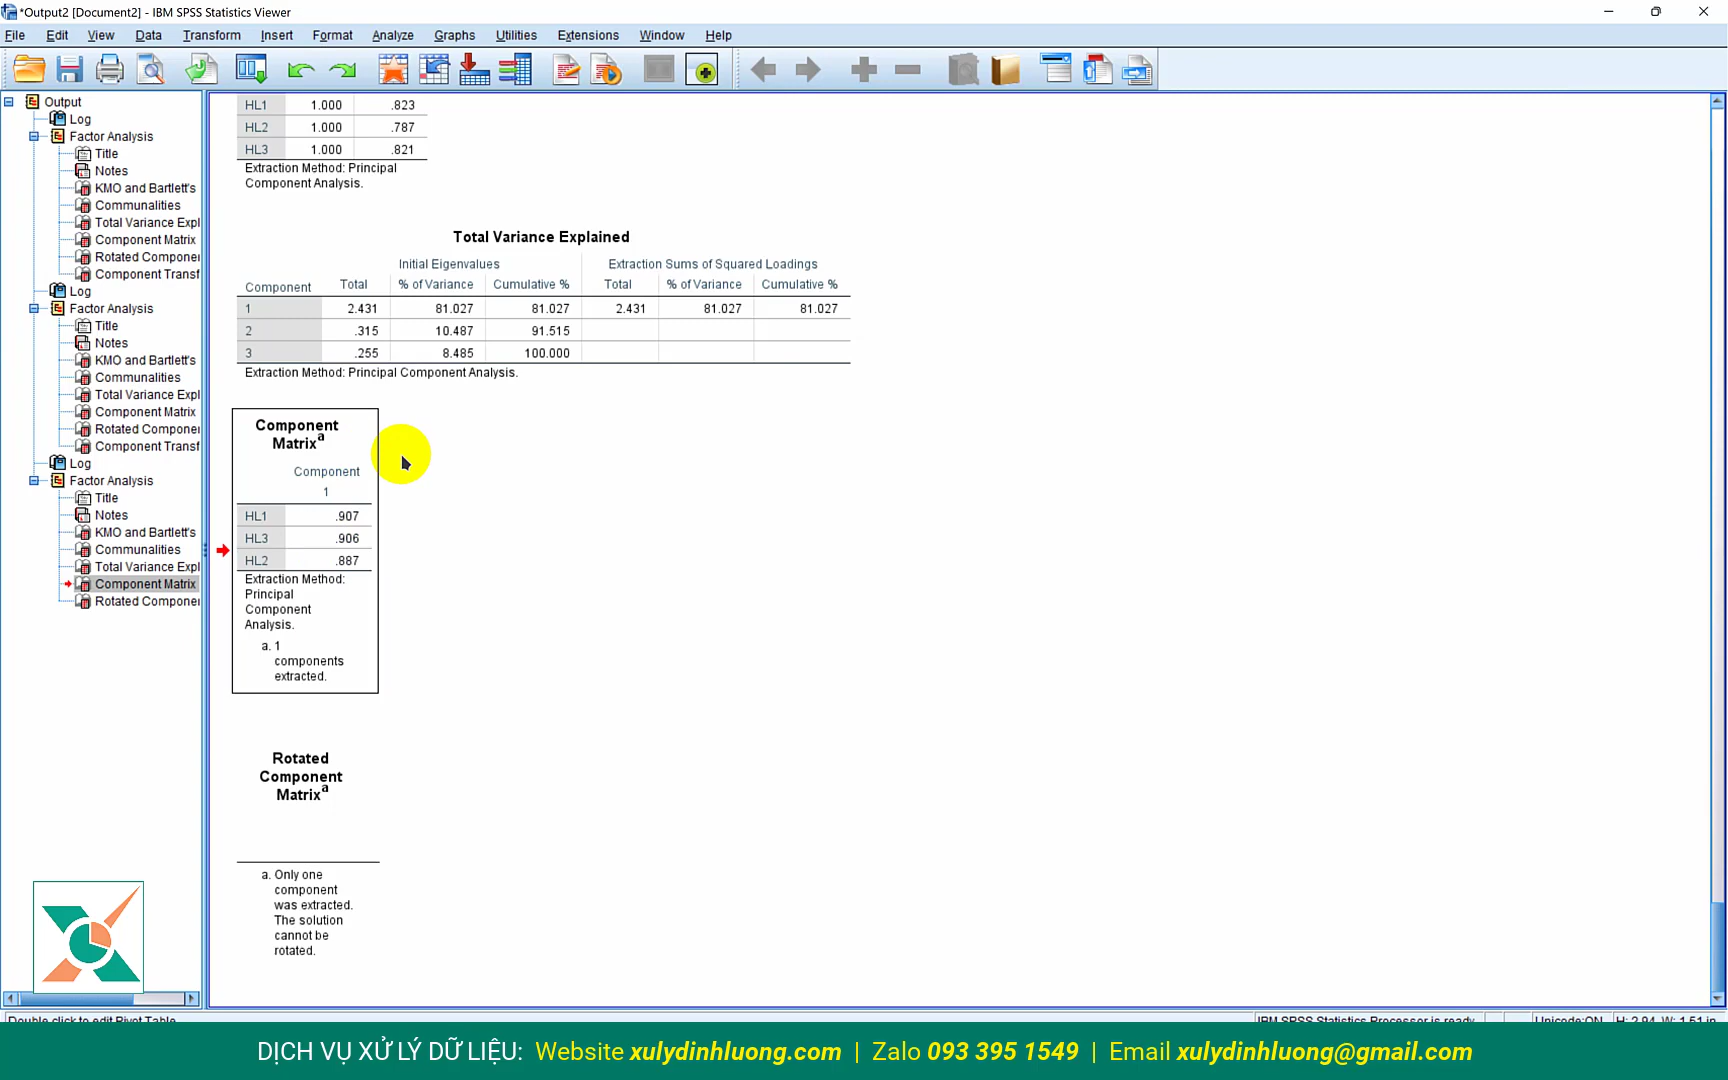 *Output2 [Document2] - IBM SPSS Statistics Viewer
File Edit View Data Transform Insert Format Analyze Graphs Utilities Extensions Window Help
Output
Log
Factor Analysis
Title
Notes
KMO and Bartlett's
Communalities
Total Variance Expl
Component Matrix
Rotated Compone
Component Transf
Log
Factor Analysis
Title
Notes
KMO and Bartlett's
Communalities
Total Variance Expl
Component Matrix
Rotated Compone
Component Transf
Log
Factor Analysis
Title
Notes
KMO and Bartlett's
Communalities
Total Variance Expl
Component Matrix
Rotated Compone
HL1 1.000 .823
HL2 1.000 .787
HL3 1.000 .821
Extraction Method: Principal
Component Analysis.
Total Variance Explained
Initial Eigenvalues Extraction Sums of Squared Loadings
Component Total % of Variance Cumulative % Total % of Variance Cumulative %
1 2.431 81.027 81.027 2.431 81.027 81.027
2 .315 10.487 91.515
3 .255 8.485 100.000
Extraction Method: Principal Component Analysis.
Component
Matrixa
Component
1
HL1 .907
HL3 .906
HL2 .887
Extraction Method:
Principal
Component
Analysis.
a. 1
components
extracted.
Rotated
Component
Matrixa
a. Only one
component
was extracted.
The solution
cannot be
rotated.
Double click to edit Pivot Table IBM SPSS Statistics Processor is ready Unicode:ON H: 2.94, W: 1.51 in
DỊCH VỤ XỬ LÝ DỮ LIỆU: Website xulydinhluong.com | Zalo 093 395 1549 | Email xulydinhluong@gmail.com